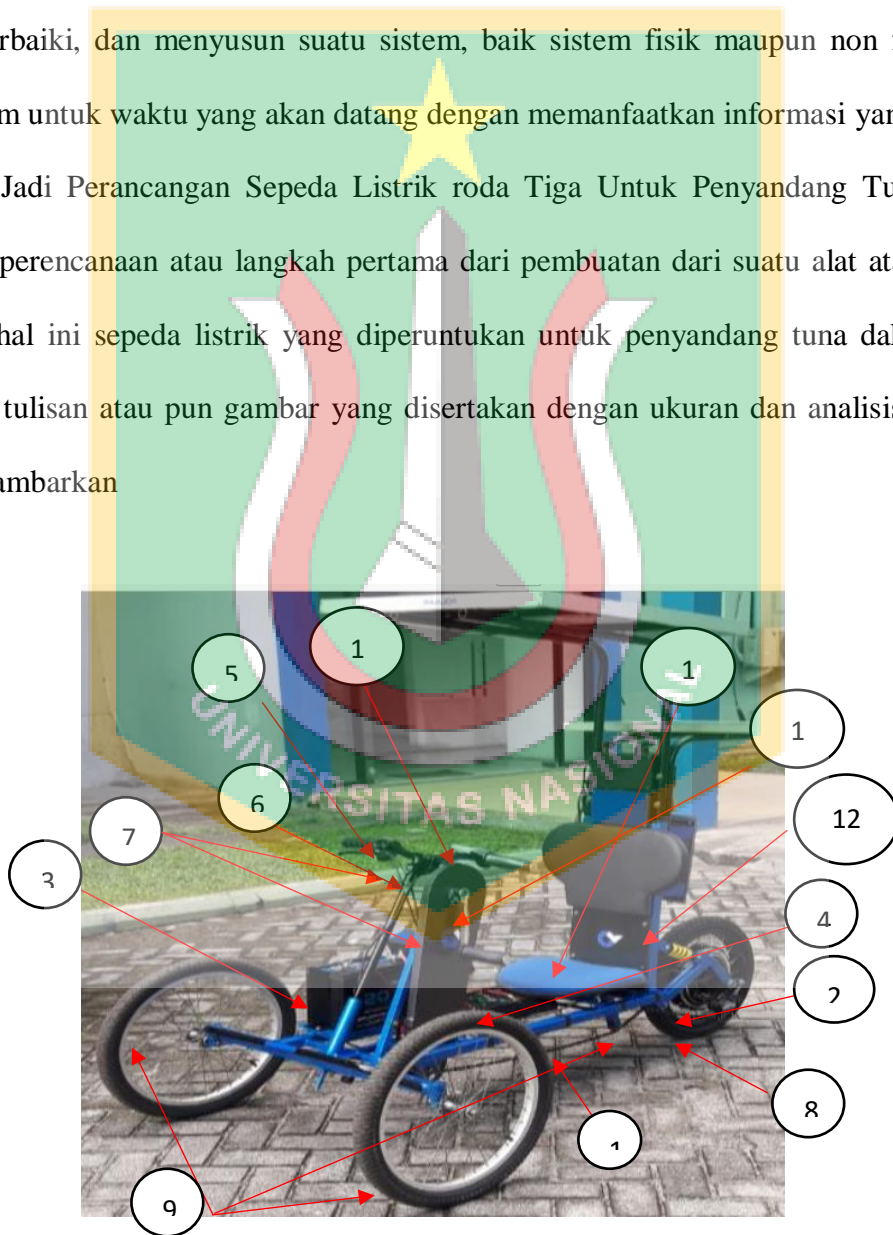 rbaiki, dan menyusun suatu sistem, baik sistem fisik maupun non
m untuk waktu yang akan datang dengan memanfaatkan informasi yan
Jadi Perancangan Sepeda Listrik roda Tiga Untuk Penyandang Tu
perencanaan atau langkah pertama dari pembuatan dari suatu alat at
hal ini sepeda listrik yang diperuntukan untuk penyandang tuna dal
tulisan atau pun gambar yang disertakan dengan ukuran dan analisis
ambarkan
1
5
1
1
UNIVERSITAS NASIONAL
6
7
12
3
4
2
8
1
9